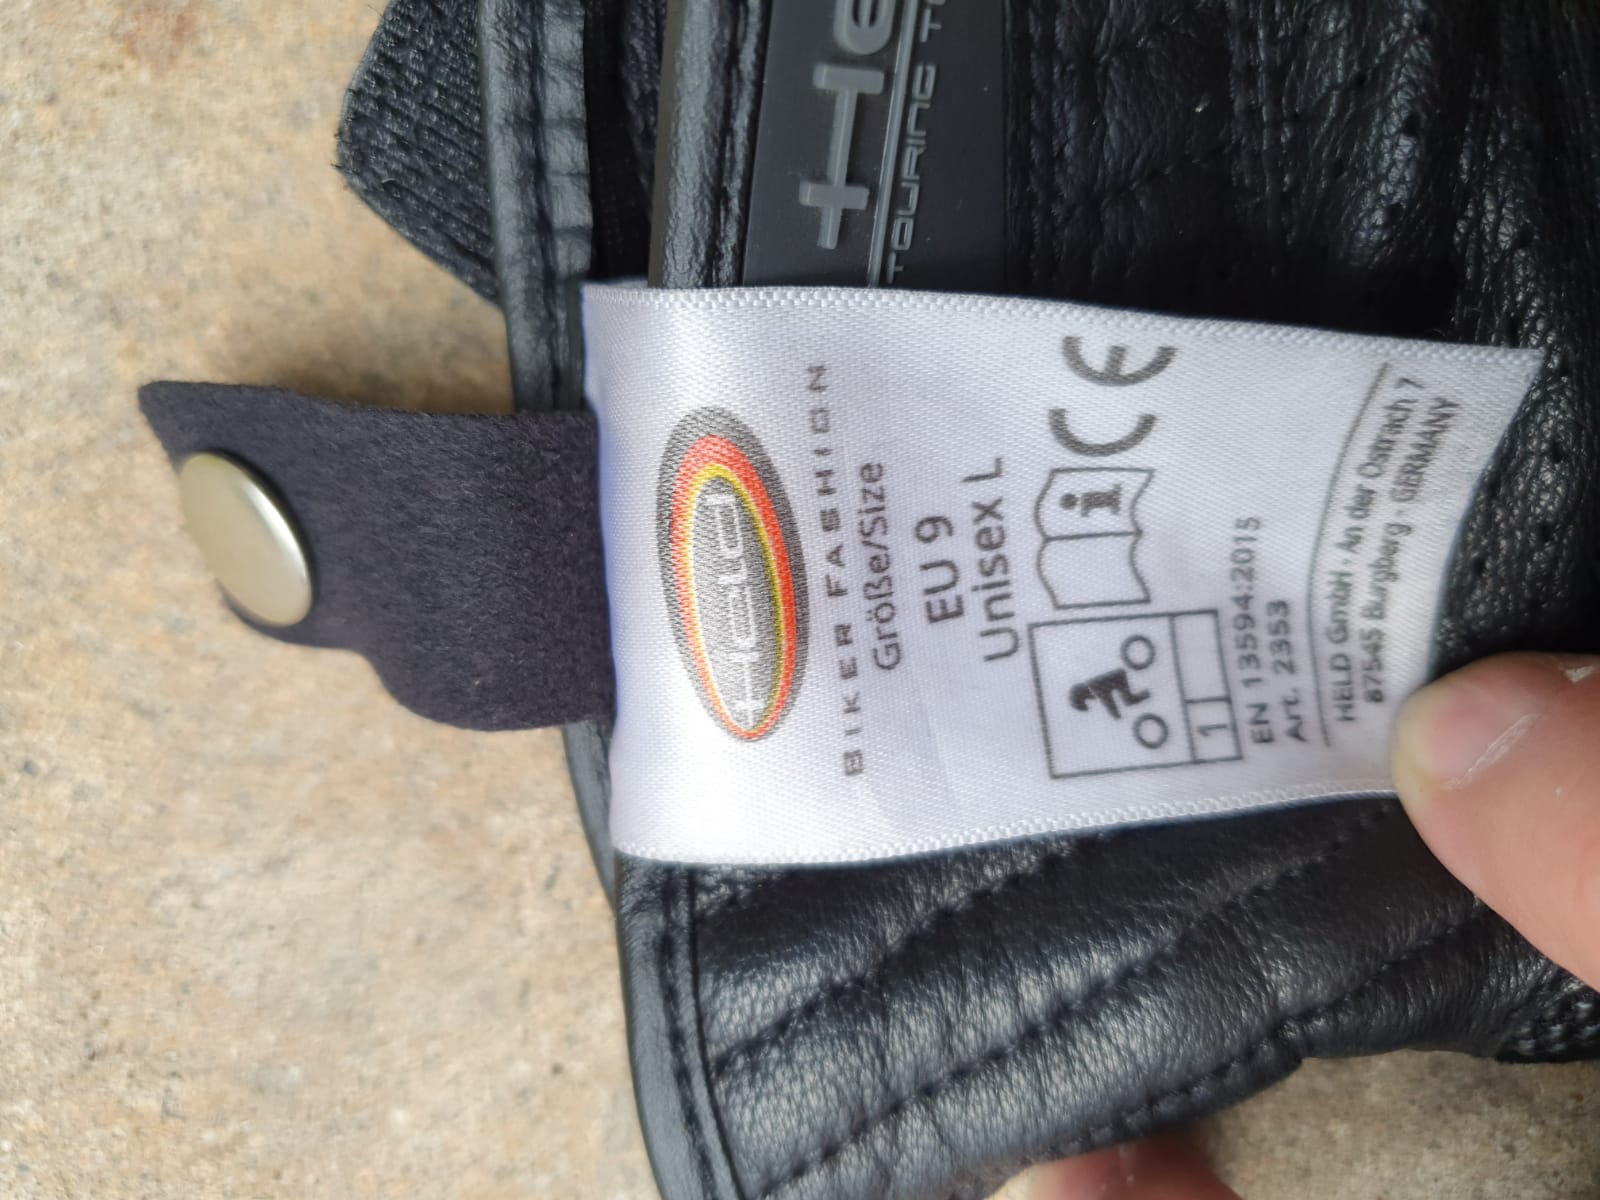 TOURING
Held
BIKER FASHION
Größe/Size
EU 9
Unisex L
i CE
1
EN 13594:2015
Art. 2353
HELD GmbH · An der Ostrach 7
87545 Burgberg · GERMANY